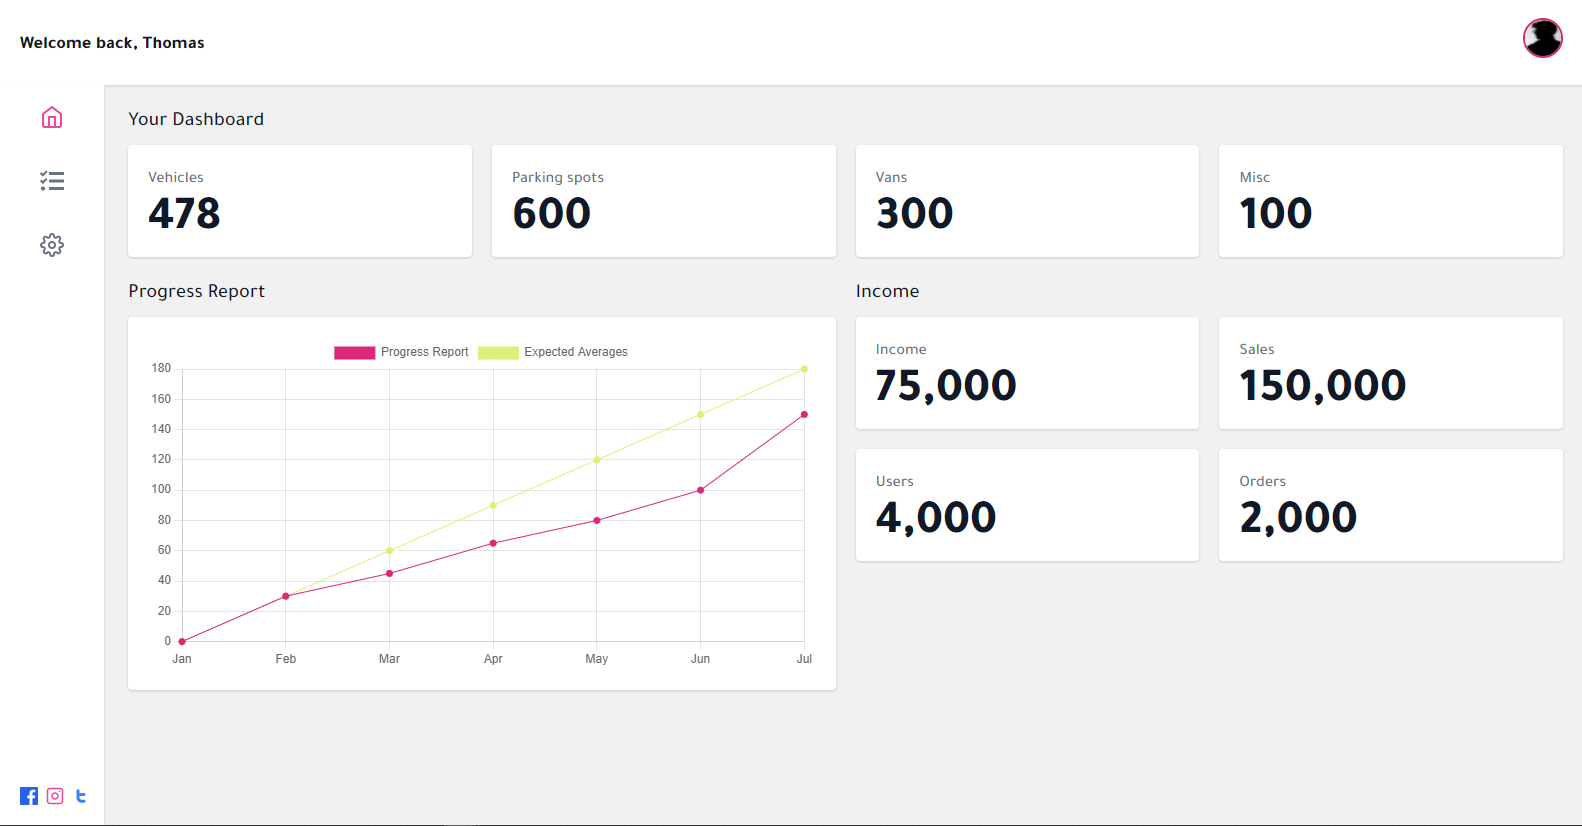 Welcome back, Thomas
Your Dashboard
Vehicles
478
Parking spots
600
Vans
300
Misc
100
Progress Report
Progress Report Expected Averages
180
160
140
120
100
80
60
40
20
0
Jan Feb Mar Apr May Jun Jul
Income
Income
75,000
Sales
150,000
Users
4,000
Orders
2,000